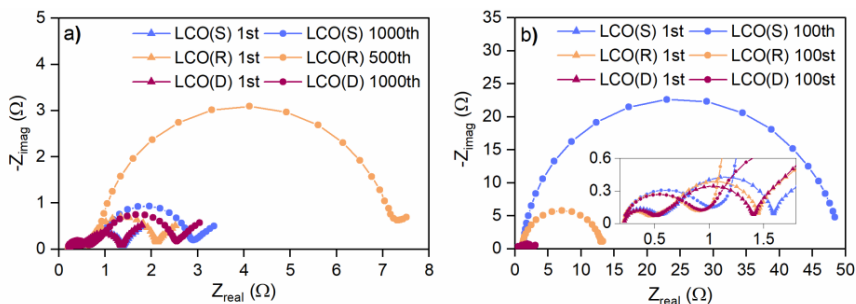 a)
LCO(S) 1st LCO(S) 1000th
LCO(R) 1st LCO(R) 500th
LCO(D) 1st LCO(D) 1000th
5
4
3
2
1
0
-Zimag (Ω)
0 1 2 3 4 5 6 7 8
Zreal (Ω)
b)
LCO(S) 1st LCO(S) 100th
LCO(R) 1st LCO(R) 100st
LCO(D) 1st LCO(D) 100st
35
30
25
20
15
10
5
0
-Zimag (Ω)
0.6
0.3
0.0
0.5 1 1.5
0 5 10 15 20 25 30 35 40 45 50
Zreal (Ω)